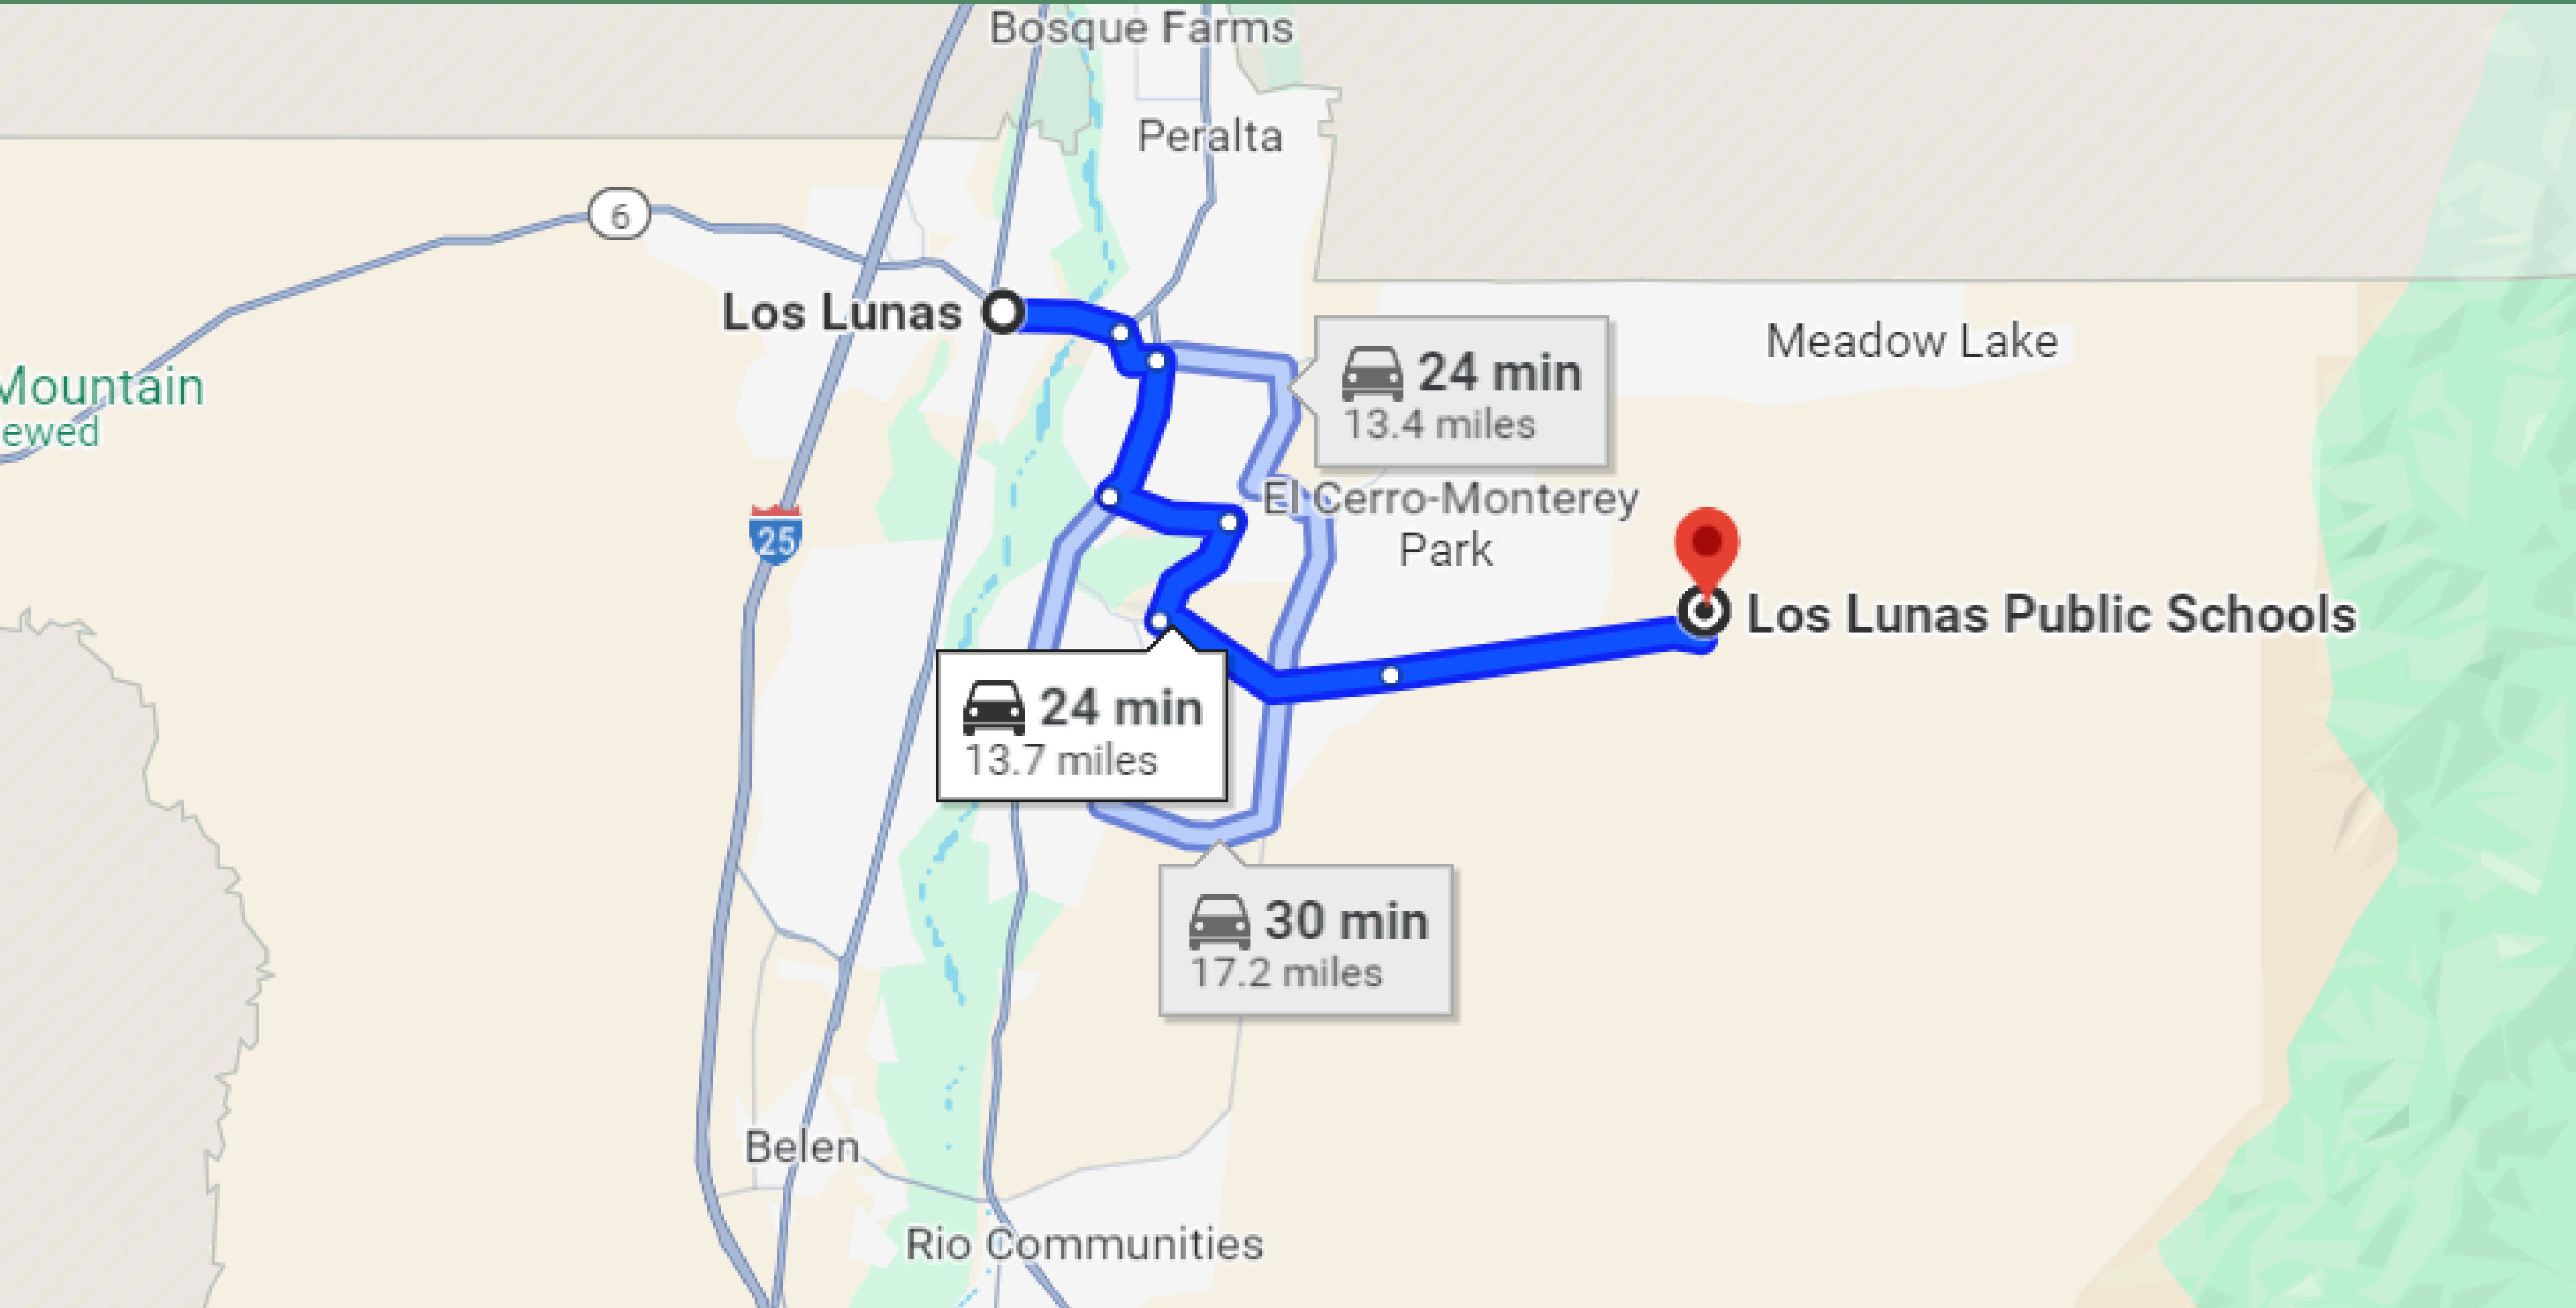 Bosque Farms
Peralta
6
Los Lunas
Meadow Lake
24 min
13.4 miles
Mountain
ewed
El Cerro-Monterey
Park
25
Los Lunas Public Schools
24 min
13.7 miles
30 min
17.2 miles
Belen
Rio Communities